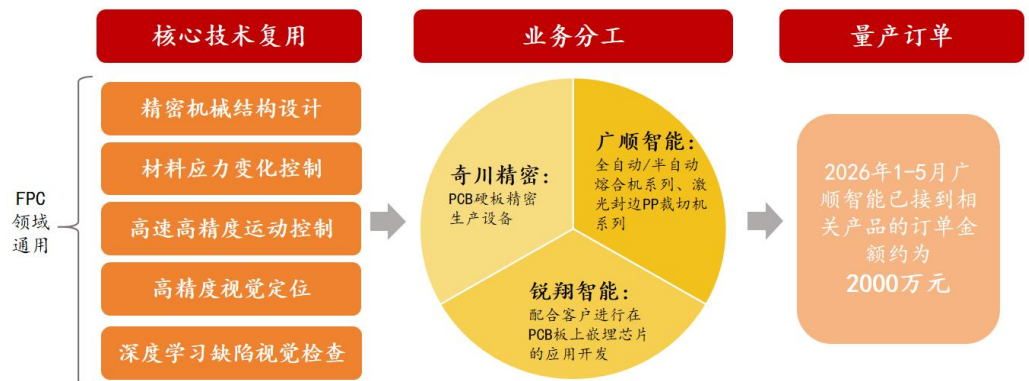 核心技术复用
业务分工
量产订单
FPC
领域
通用
精密机械结构设计
材料应力变化控制
高速高精度运动控制
高精度视觉定位
深度学习缺陷视觉检查
奇川精密：
PCB硬板精密
生产设备
广顺智能：
全自动/半自动
熔合机系列、激
光封边PP裁切机
系列
锐翔智能：
配合客户进行在
PCB板上嵌埋芯片
的应用开发
2026年1-5月广
顺智能已接到相
关产品的订单金
额约为
2000万元